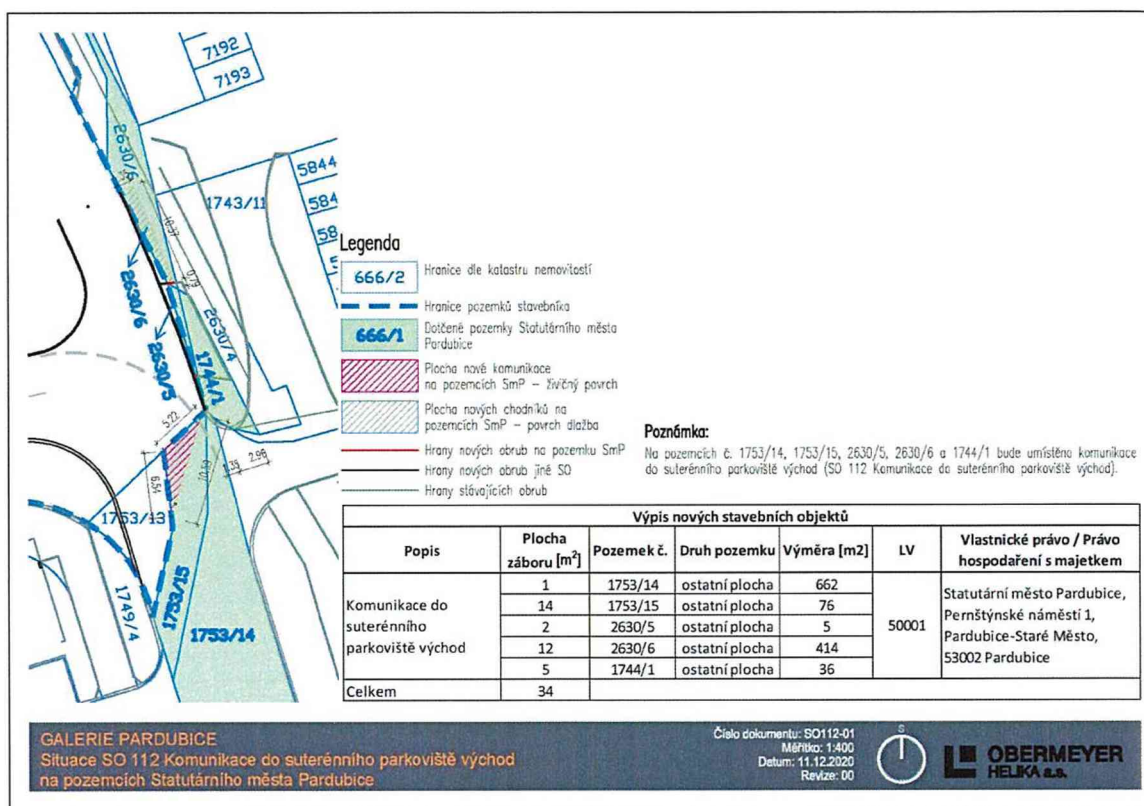 7192
7193
2630/6
5844
584
58
1743/11
10.37
0.79
2630/4
2630/6
2630/5
1744/1
5.22
6.54
10.59
1.35
2.98
1753/13
1753/15
1753/14
1749/4
Legenda
666/2 Hranice dle katastru nemovitostí
Hranice pozemků stavebníka
666/1 Dotčené pozemky Statutárního města
Pardubice
Plocha nové komunikace
na pozemcích SmP – živičný povrch
Plocha nových chodníků na
pozemcích SmP – povrch dlažba
Hrany nových obrub na pozemku SmP
Hrany nových obrub jiné SO
Hrany stávajících obrub
Poznámka:
Na pozemcích č. 1753/14, 1753/15, 2630/5, 2630/6 a 1744/1 bude umístěna komunikace
do suterénního parkoviště východ (SO 112 Komunikace do suterénního parkoviště východ).
Výpis nových stavebních objektů
Popis Plocha záboru [m²] Pozemek č. Druh pozemku Výměra [m2] LV Vlastnické právo / Právo hospodaření s majetkem
Komunikace do
suterénního
parkoviště východ
1 1753/14 ostatní plocha 662
14 1753/15 ostatní plocha 76
2 2630/5 ostatní plocha 5
12 2630/6 ostatní plocha 414
5 1744/1 ostatní plocha 36
50001
Statutární město Pardubice,
Pernštýnské náměstí 1,
Pardubice-Staré Město,
53002 Pardubice
Celkem 34
GALERIE PARDUBICE
Situace SO 112 Komunikace do suterénního parkoviště východ
na pozemcích Statutárního města Pardubice
Číslo dokumentu: SO112-01
Měřítko: 1:400
Datum: 11.12.2020
Revize: 00
S
OBERMEYER
HELIKA a.s.